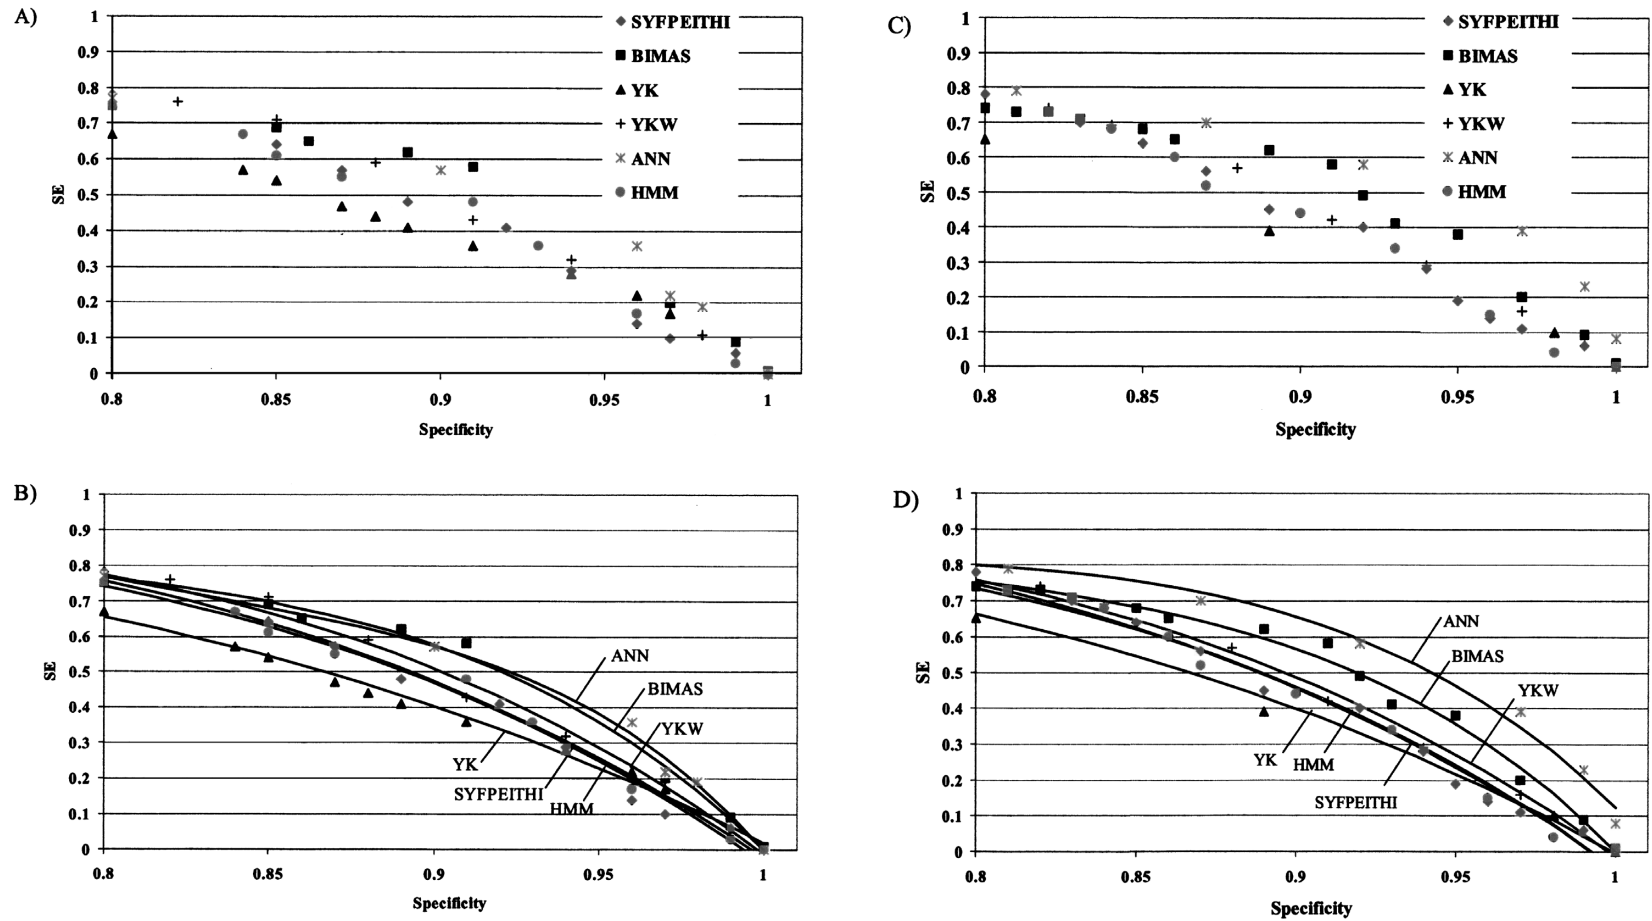 A)
SE
1
0.9
0.8
0.7
0.6
0.5
0.4
0.3
0.2
0.1
0
0.8 0.85 0.9 0.95 1
Specificity
SYFPEITHI
BIMAS
YK
YKW
ANN
HMM
C)
SE
1
0.9
0.8
0.7
0.6
0.5
0.4
0.3
0.2
0.1
0
0.8 0.85 0.9 0.95 1
Specificity
SYFPEITHI
BIMAS
YK
YKW
ANN
HMM
B)
SE
1
0.9
0.8
0.7
0.6
0.5
0.4
0.3
0.2
0.1
0
0.8 0.85 0.9 0.95 1
Specificity
ANN
BIMAS
YKW
YK
SYFPEITHI
HMM
D)
SE
1
0.9
0.8
0.7
0.6
0.5
0.4
0.3
0.2
0.1
0
0.8 0.85 0.9 0.95 1
Specificity
ANN
BIMAS
YKW
YK
HMM
SYFPEITHI